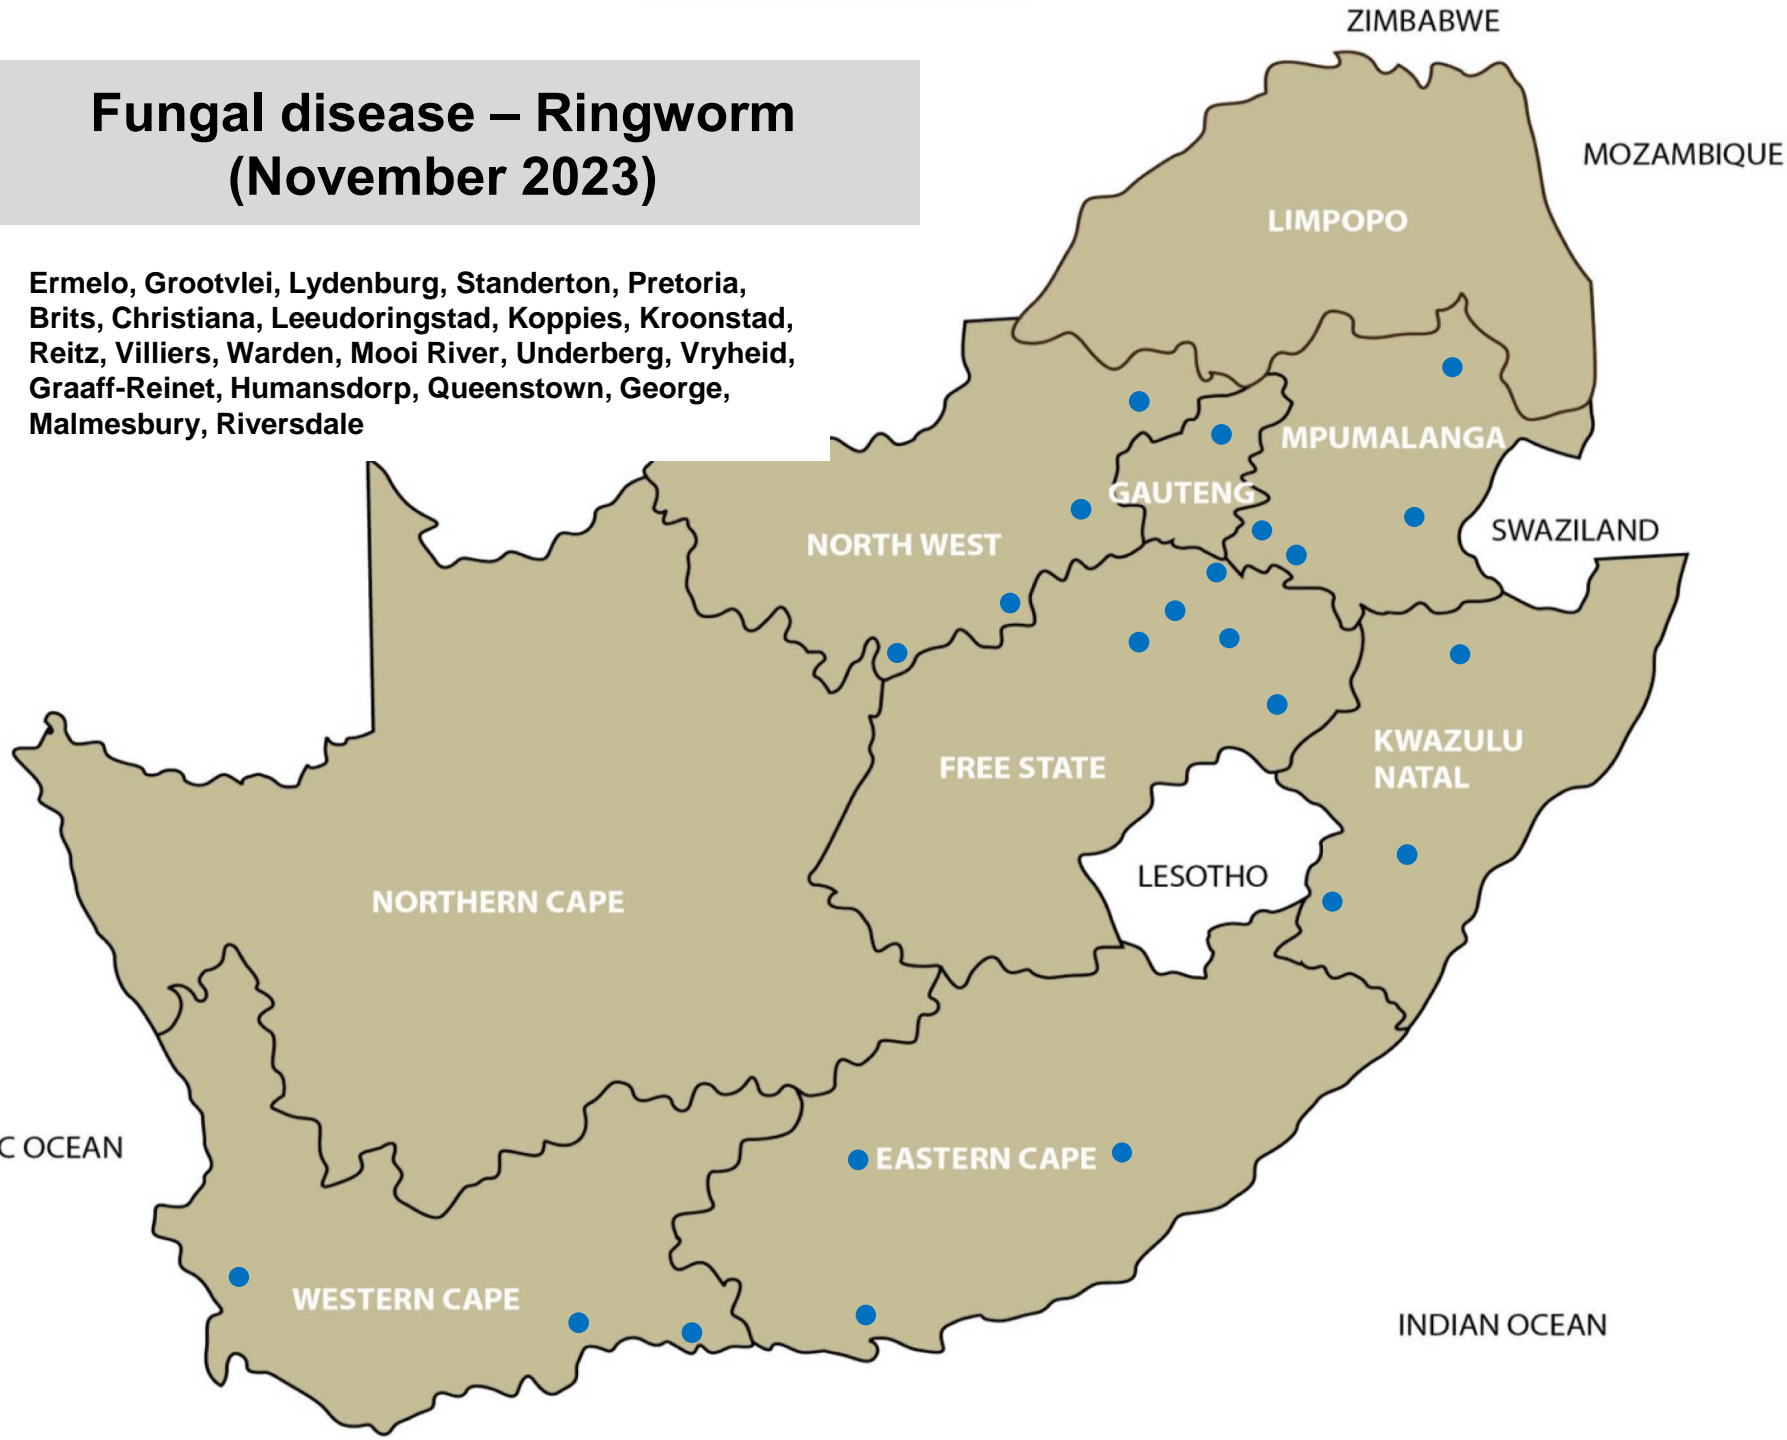 ZIMBABWE
Fungal disease – Ringworm
(November 2023)
MOZAMBIQUE
LIMPOPO
Ermelo, Grootvlei, Lydenburg, Standerton, Pretoria,
Brits, Christiana, Leeudoringstad, Koppies, Kroonstad,
Reitz, Villiers, Warden, Mooi River, Underberg, Vryheid,
Graaff-Reinet, Humansdorp, Queenstown, George,
Malmesbury, Riversdale
MPUMALANGA
GAUTENG
SWAZILAND
NORTH WEST
KWAZULU
NATAL
FREE STATE
LESOTHO
NORTHERN CAPE
C OCEAN
EASTERN CAPE
WESTERN CAPE
INDIAN OCEAN